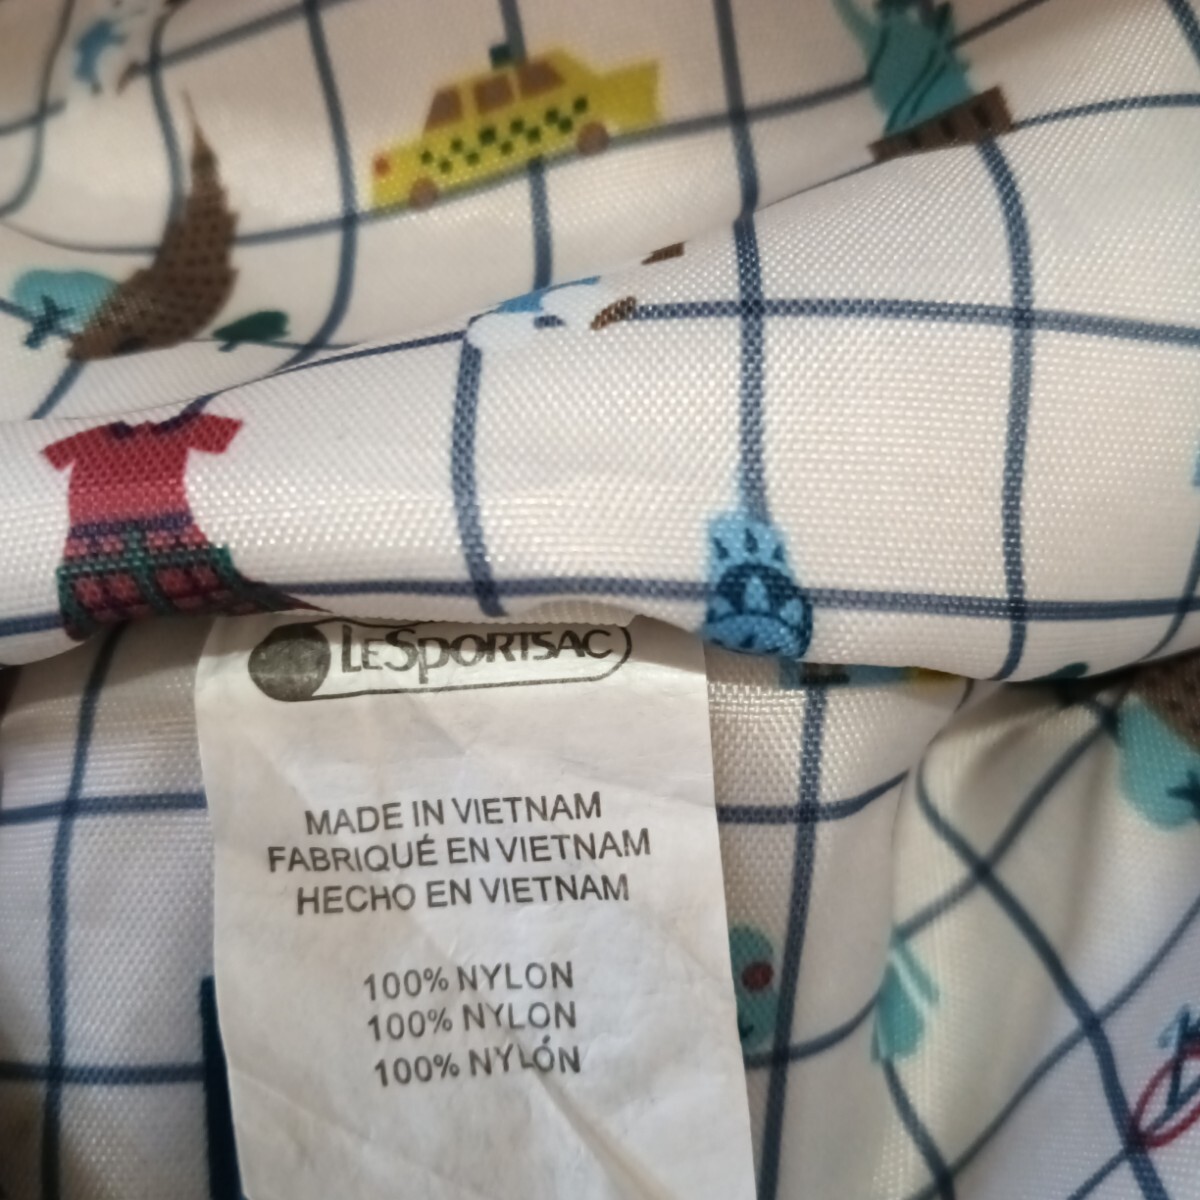 LeSportsac
MADE IN VIETNAM
FABRIQUÉ EN VIETNAM
HECHO EN VIETNAM
100% NYLON
100% NYLON
100% NYLÓN